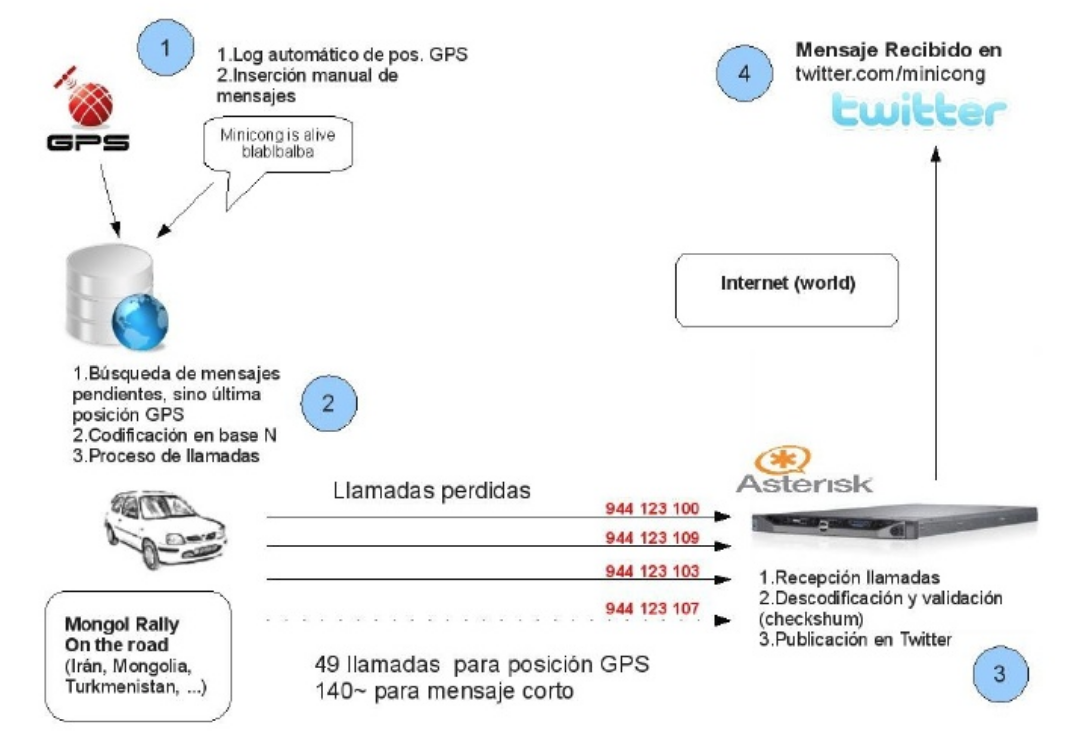 1
1.Log automático de pos. GPS
2.Inserción manual de
mensajes
GPS
Minicong is alive
blablbalba
4
Mensaje Recibido en
twitter.com/minicong
twitter
Internet (world)
1.Búsqueda de mensajes
pendientes, sino última
posición GPS
2.Codificación en base N
3.Proceso de llamadas
2
Asterisk
Llamadas perdidas
944 123 100
944 123 109
944 123 103
944 123 107
Mongol Rally
On the road
(Irán, Mongolia,
Turkmenistan, ...)
49 llamadas para posición GPS
140~ para mensaje corto
1.Recepción llamadas
2.Descodificación y validación
(checkshum)
3.Publicación en Twitter
3